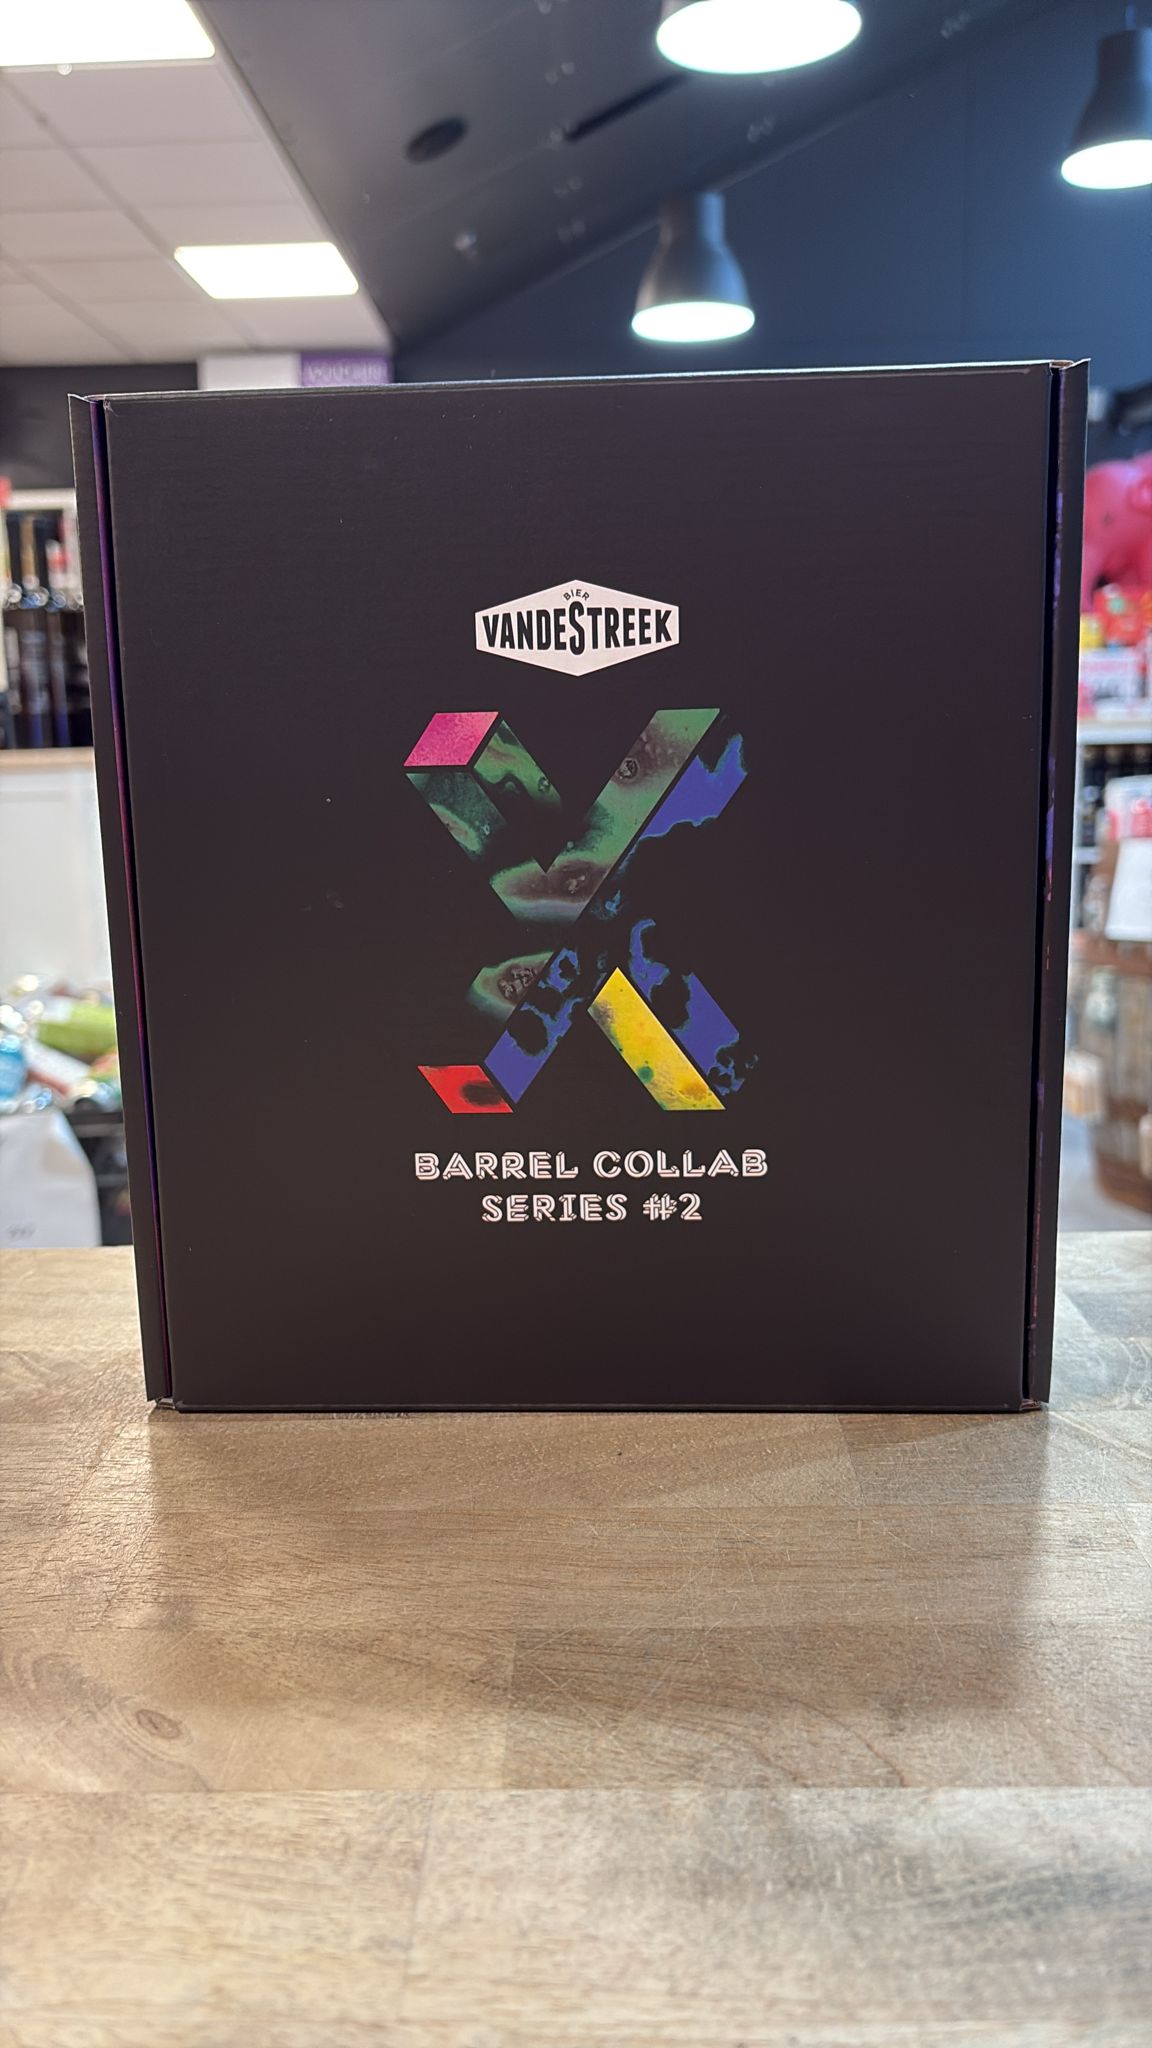 BIER
VANDESTREEK
BARREL COLLAB
SERIES #2